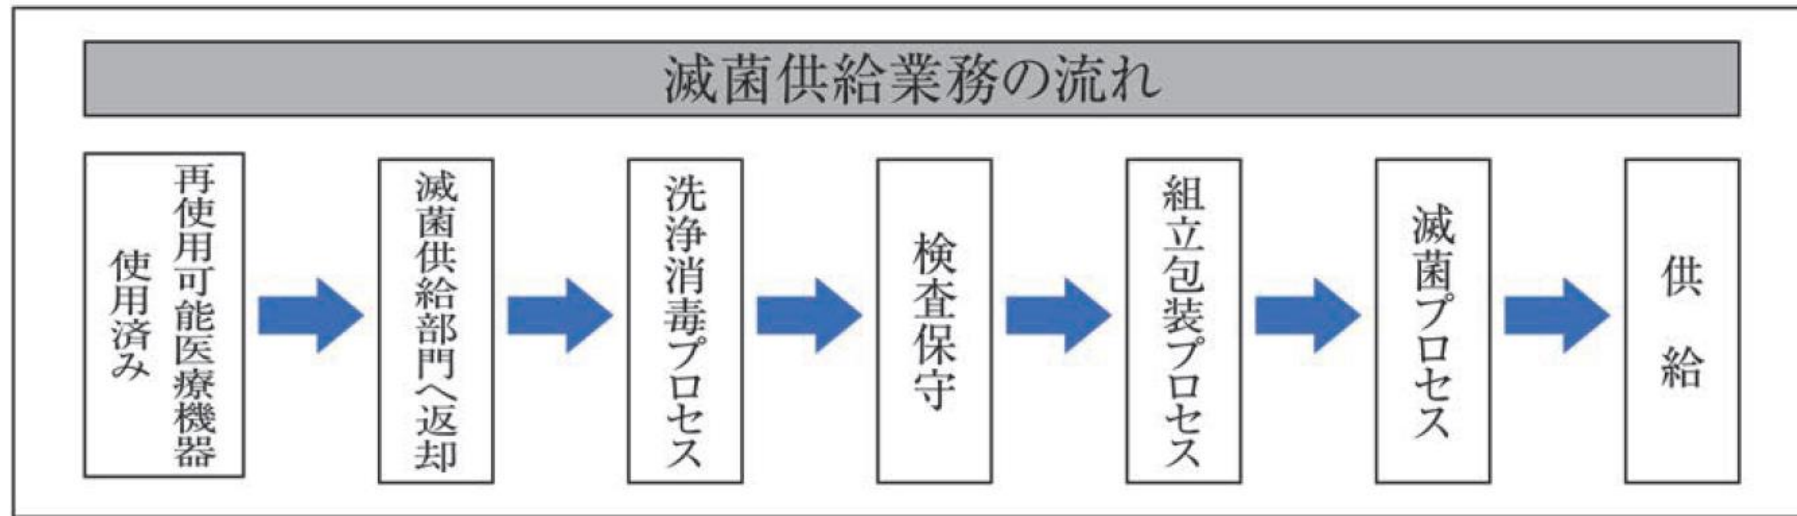 滅菌供給業務の流れ
再使用可能医療機器
使用済み
滅菌供給部門へ返却
洗浄消毒プロセス
検査保守
組立包装プロセス
滅菌プロセス
供給